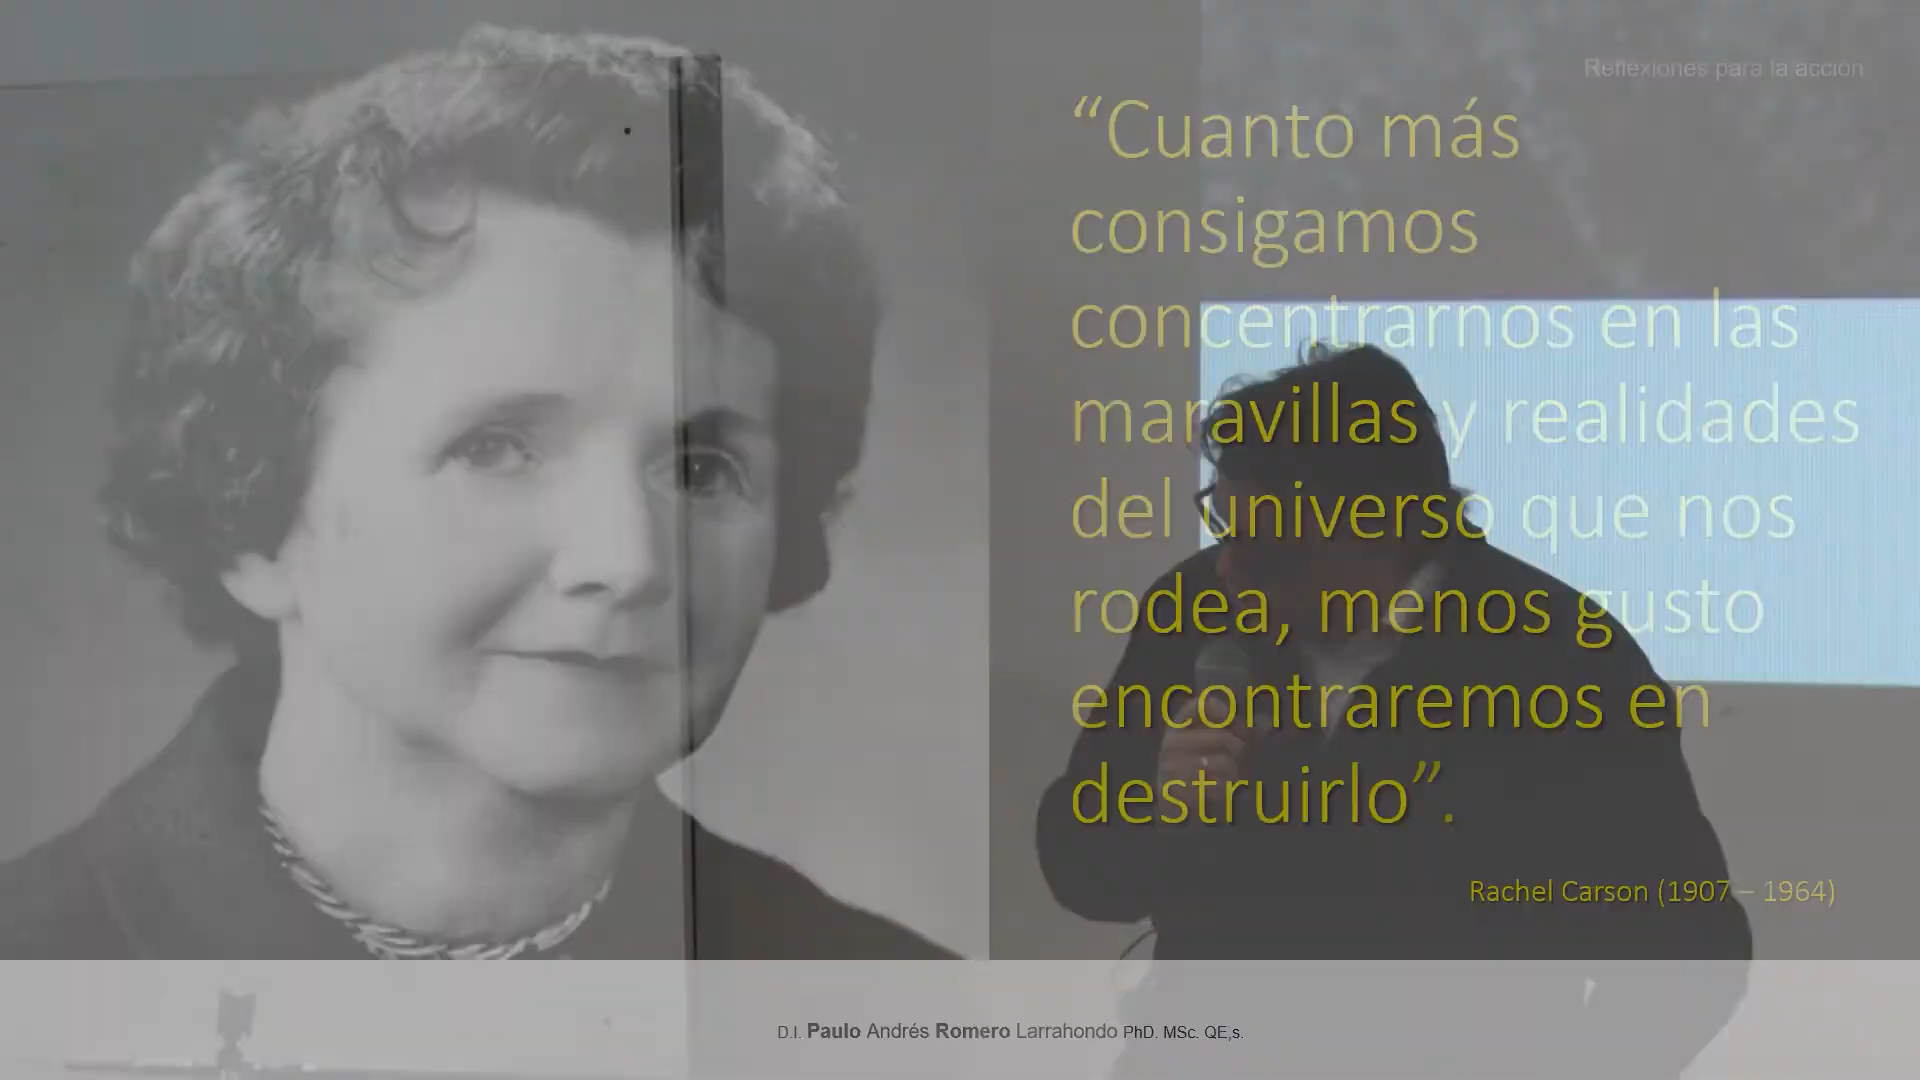 Reflexiones para la acción
“Cuanto más
consigamos
concentrarnos en las
maravillas y realidades
del universo que nos
rodea, menos gusto
encontraremos en
destruirlo”.
Rachel Carson (1907 – 1964)
D.I. Paulo Andrés Romero Larrahondo PhD. MSc. QE,s.